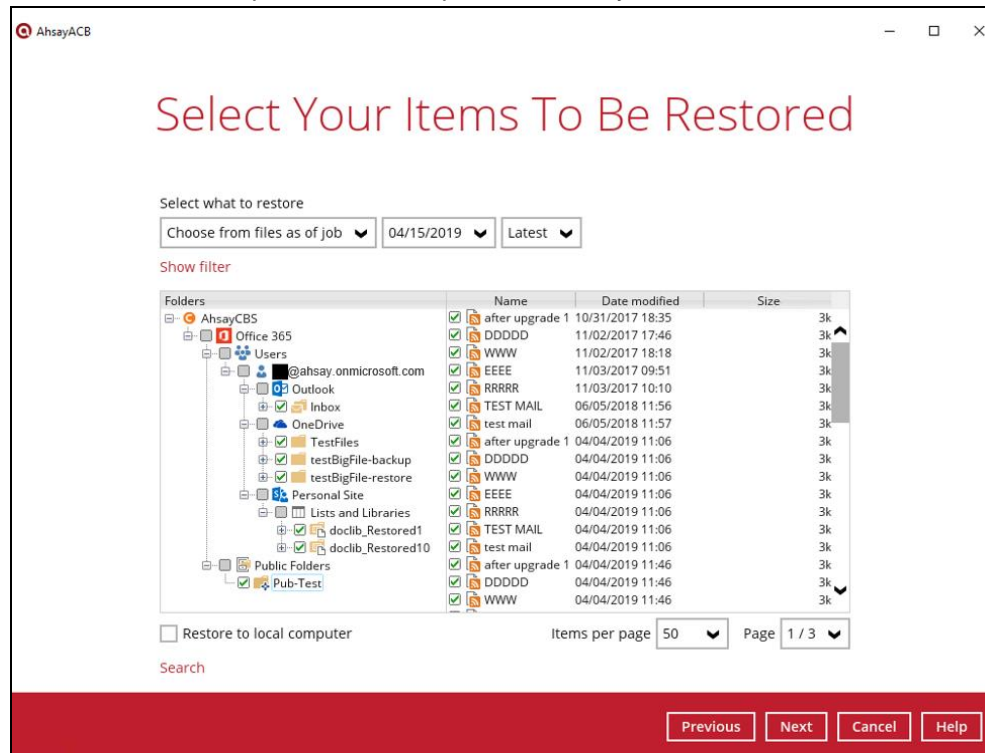 AhsayACB
Select Your Items To Be Restored
Select what to restore
Choose from files as of job 04/15/2019 Latest
Show filter
Folders Name Date modified Size
AhsayCBS
Office 365
Users
@ahsay.onmicrosoft.com
Outlook
Inbox
OneDrive
TestFiles
testBigFile-backup
testBigFile-restore
Personal Site
Lists and Libraries
doclib_Restored1
doclib_Restored10
Public Folders
Pub-Test
after upgrade 1 10/31/2017 18:35 3k
DDDDD 11/02/2017 17:46 3k
WWW 11/02/2017 18:18 3k
EEEE 11/03/2017 09:51 3k
RRRRR 11/03/2017 10:10 3k
TEST MAIL 06/05/2018 11:56 3k
test mail 06/05/2018 11:57 3k
after upgrade 1 04/04/2019 11:06 3k
DDDDD 04/04/2019 11:06 3k
WWW 04/04/2019 11:06 3k
EEEE 04/04/2019 11:06 3k
RRRRR 04/04/2019 11:06 3k
TEST MAIL 04/04/2019 11:06 3k
test mail 04/04/2019 11:06 3k
after upgrade 1 04/04/2019 11:46 3k
DDDDD 04/04/2019 11:46 3k
WWW 04/04/2019 11:46 3k
Restore to local computer Items per page 50 Page 1 / 3
Search
Previous Next Cancel Help